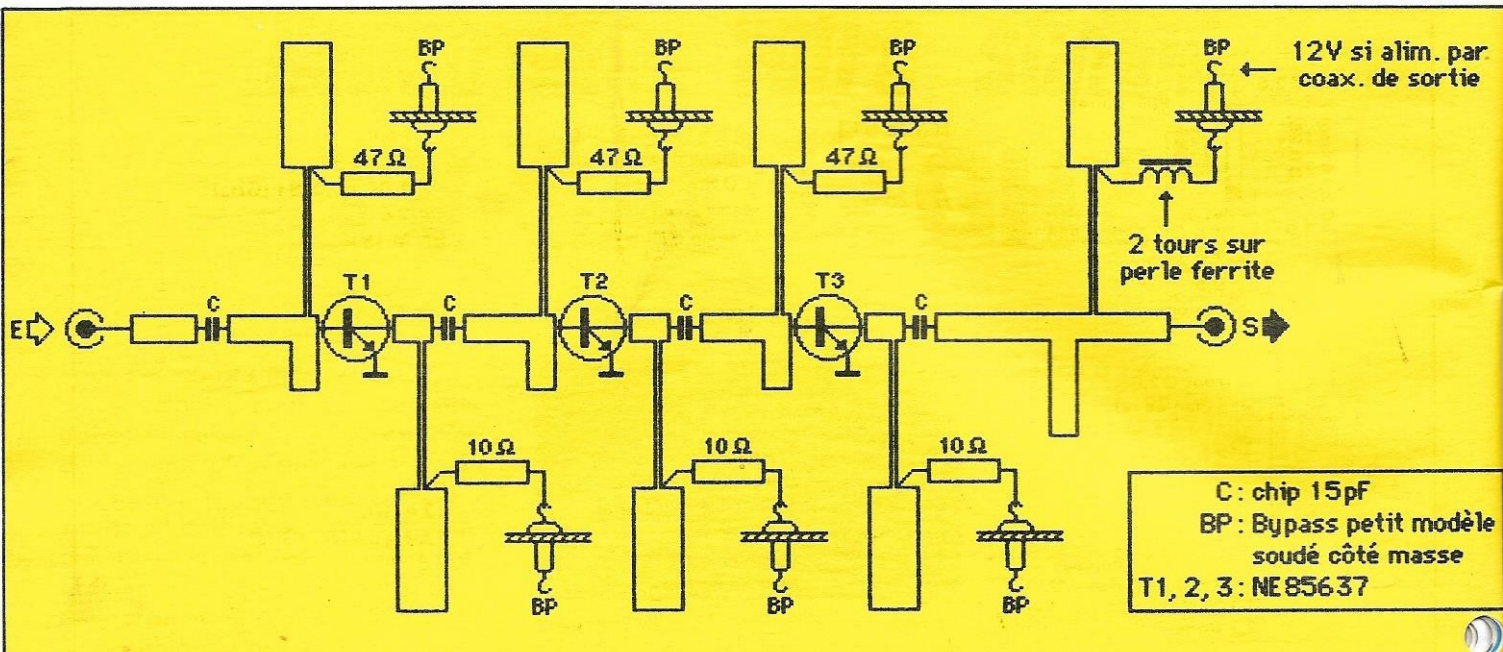 BP
BP
BP
BP
12V si alim. par
coax. de sortie
47Ω
47Ω
47Ω
2 tours sur
perle ferrite
T1
T2
T3
C
C
C
C
E
S
10Ω
10Ω
10Ω
BP
BP
BP
C : chip 15pF
BP : Bypass petit modèle
soudé côté masse
T1, 2, 3 : NE85637